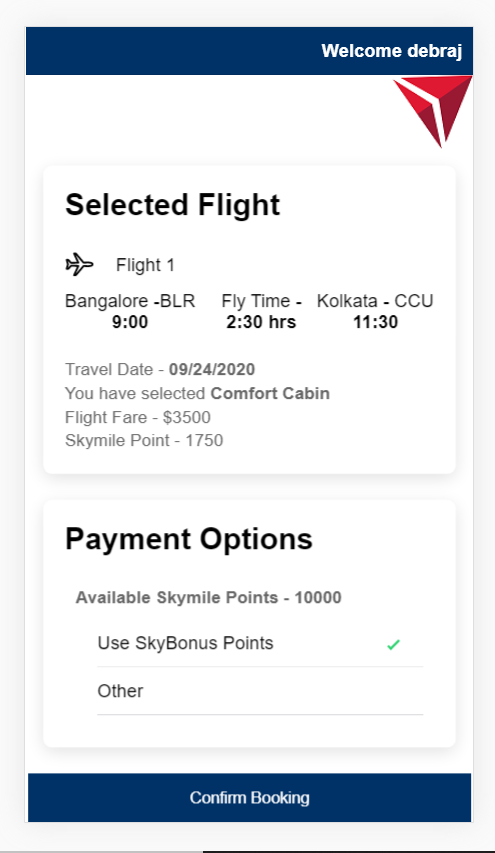 Welcome debraj
Selected Flight
Flight 1
Bangalore -BLR Fly Time - Kolkata - CCU
9:00 2:30 hrs 11:30
Travel Date - 09/24/2020
You have selected Comfort Cabin
Flight Fare - $3500
Skymile Point - 1750
Payment Options
Available Skymile Points - 10000
Use SkyBonus Points
Other
Confirm Booking